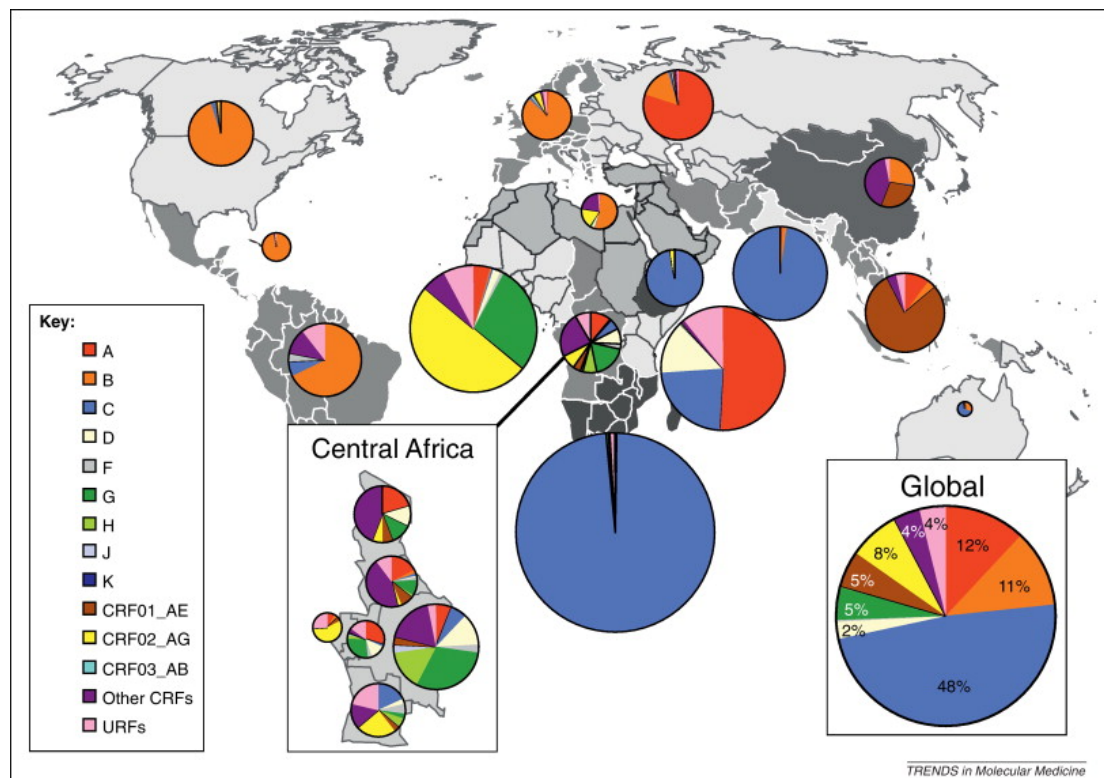 Key:
A
B
C
D
F
G
H
J
K
CRF01_AE
CRF02_AG
CRF03_AB
Other CRFs
URFs
Central Africa
Global
4%
4%
12%
8%
11%
5%
5%
2%
48%
TRENDS in Molecular Medicine